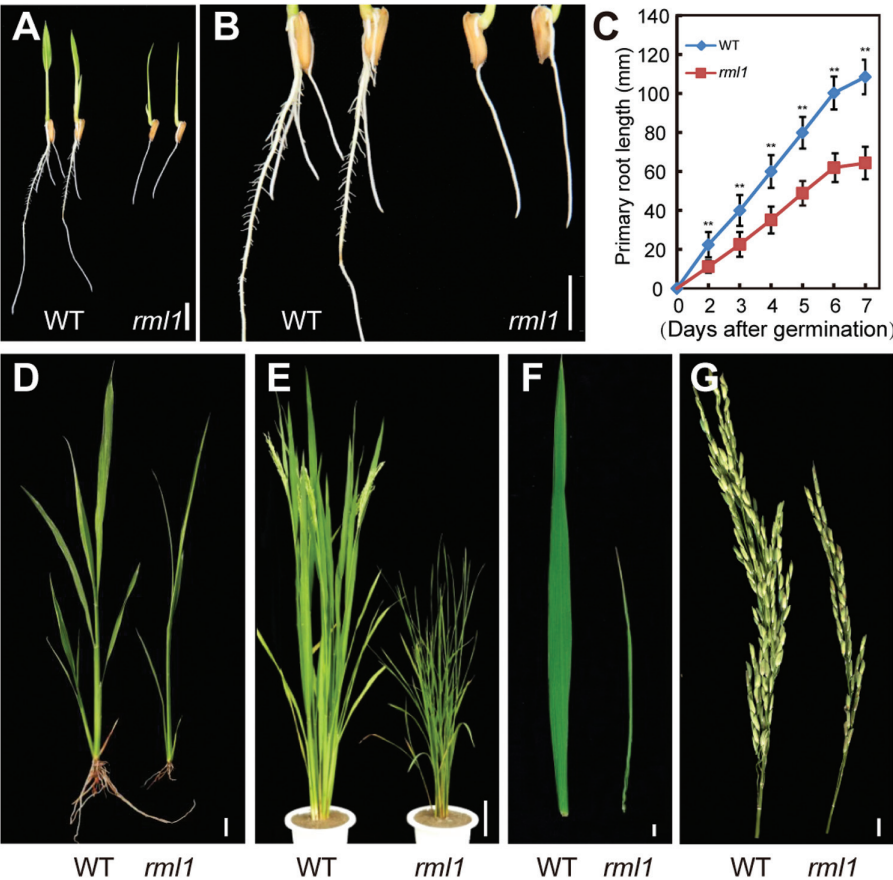 A
WT
rml1
B
WT
rml1
C
Primary root length (mm)
140
120
100
80
60
40
20
0
WT
rml1
**
**
**
**
**
**
0 2 3 4 5 6 7
(Days after germination)
D
E
F
G
WT rml1
WT rml1
WT rml1
WT rml1